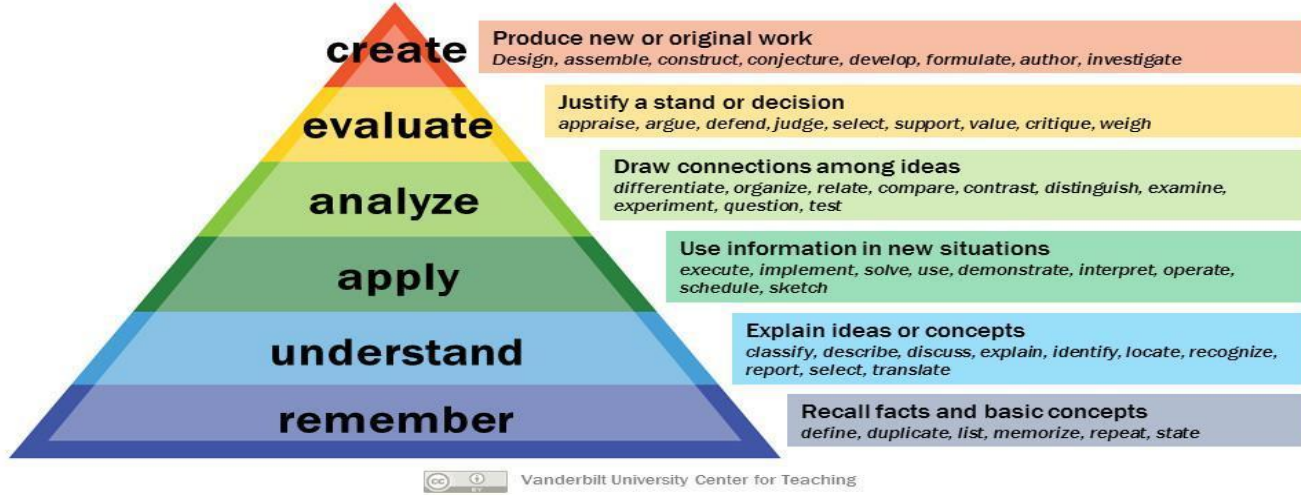 create
Produce new or original work
Design, assemble, construct, conjecture, develop, formulate, author, investigate
evaluate
Justify a stand or decision
appraise, argue, defend, judge, select, support, value, critique, weigh
analyze
Draw connections among ideas
differentiate, organize, relate, compare, contrast, distinguish, examine,
experiment, question, test
apply
Use information in new situations
execute, implement, solve, use, demonstrate, interpret, operate,
schedule, sketch
understand
Explain ideas or concepts
classify, describe, discuss, explain, identify, locate, recognize,
report, select, translate
remember
Recall facts and basic concepts
define, duplicate, list, memorize, repeat, state
cc BY Vanderbilt University Center for Teaching